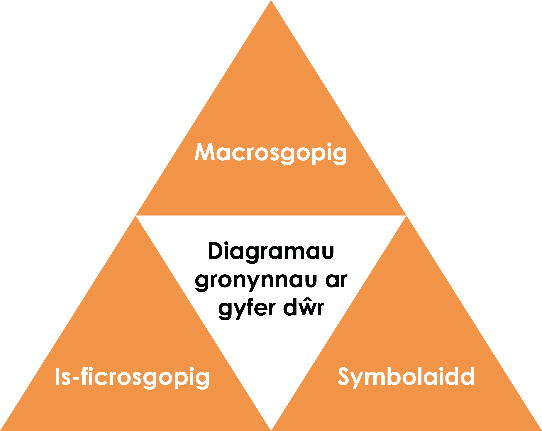 Macrosgopig
Diagramau
gronynnau ar
gyfer dŵr
Is-ficrosgopig
Symbolaidd